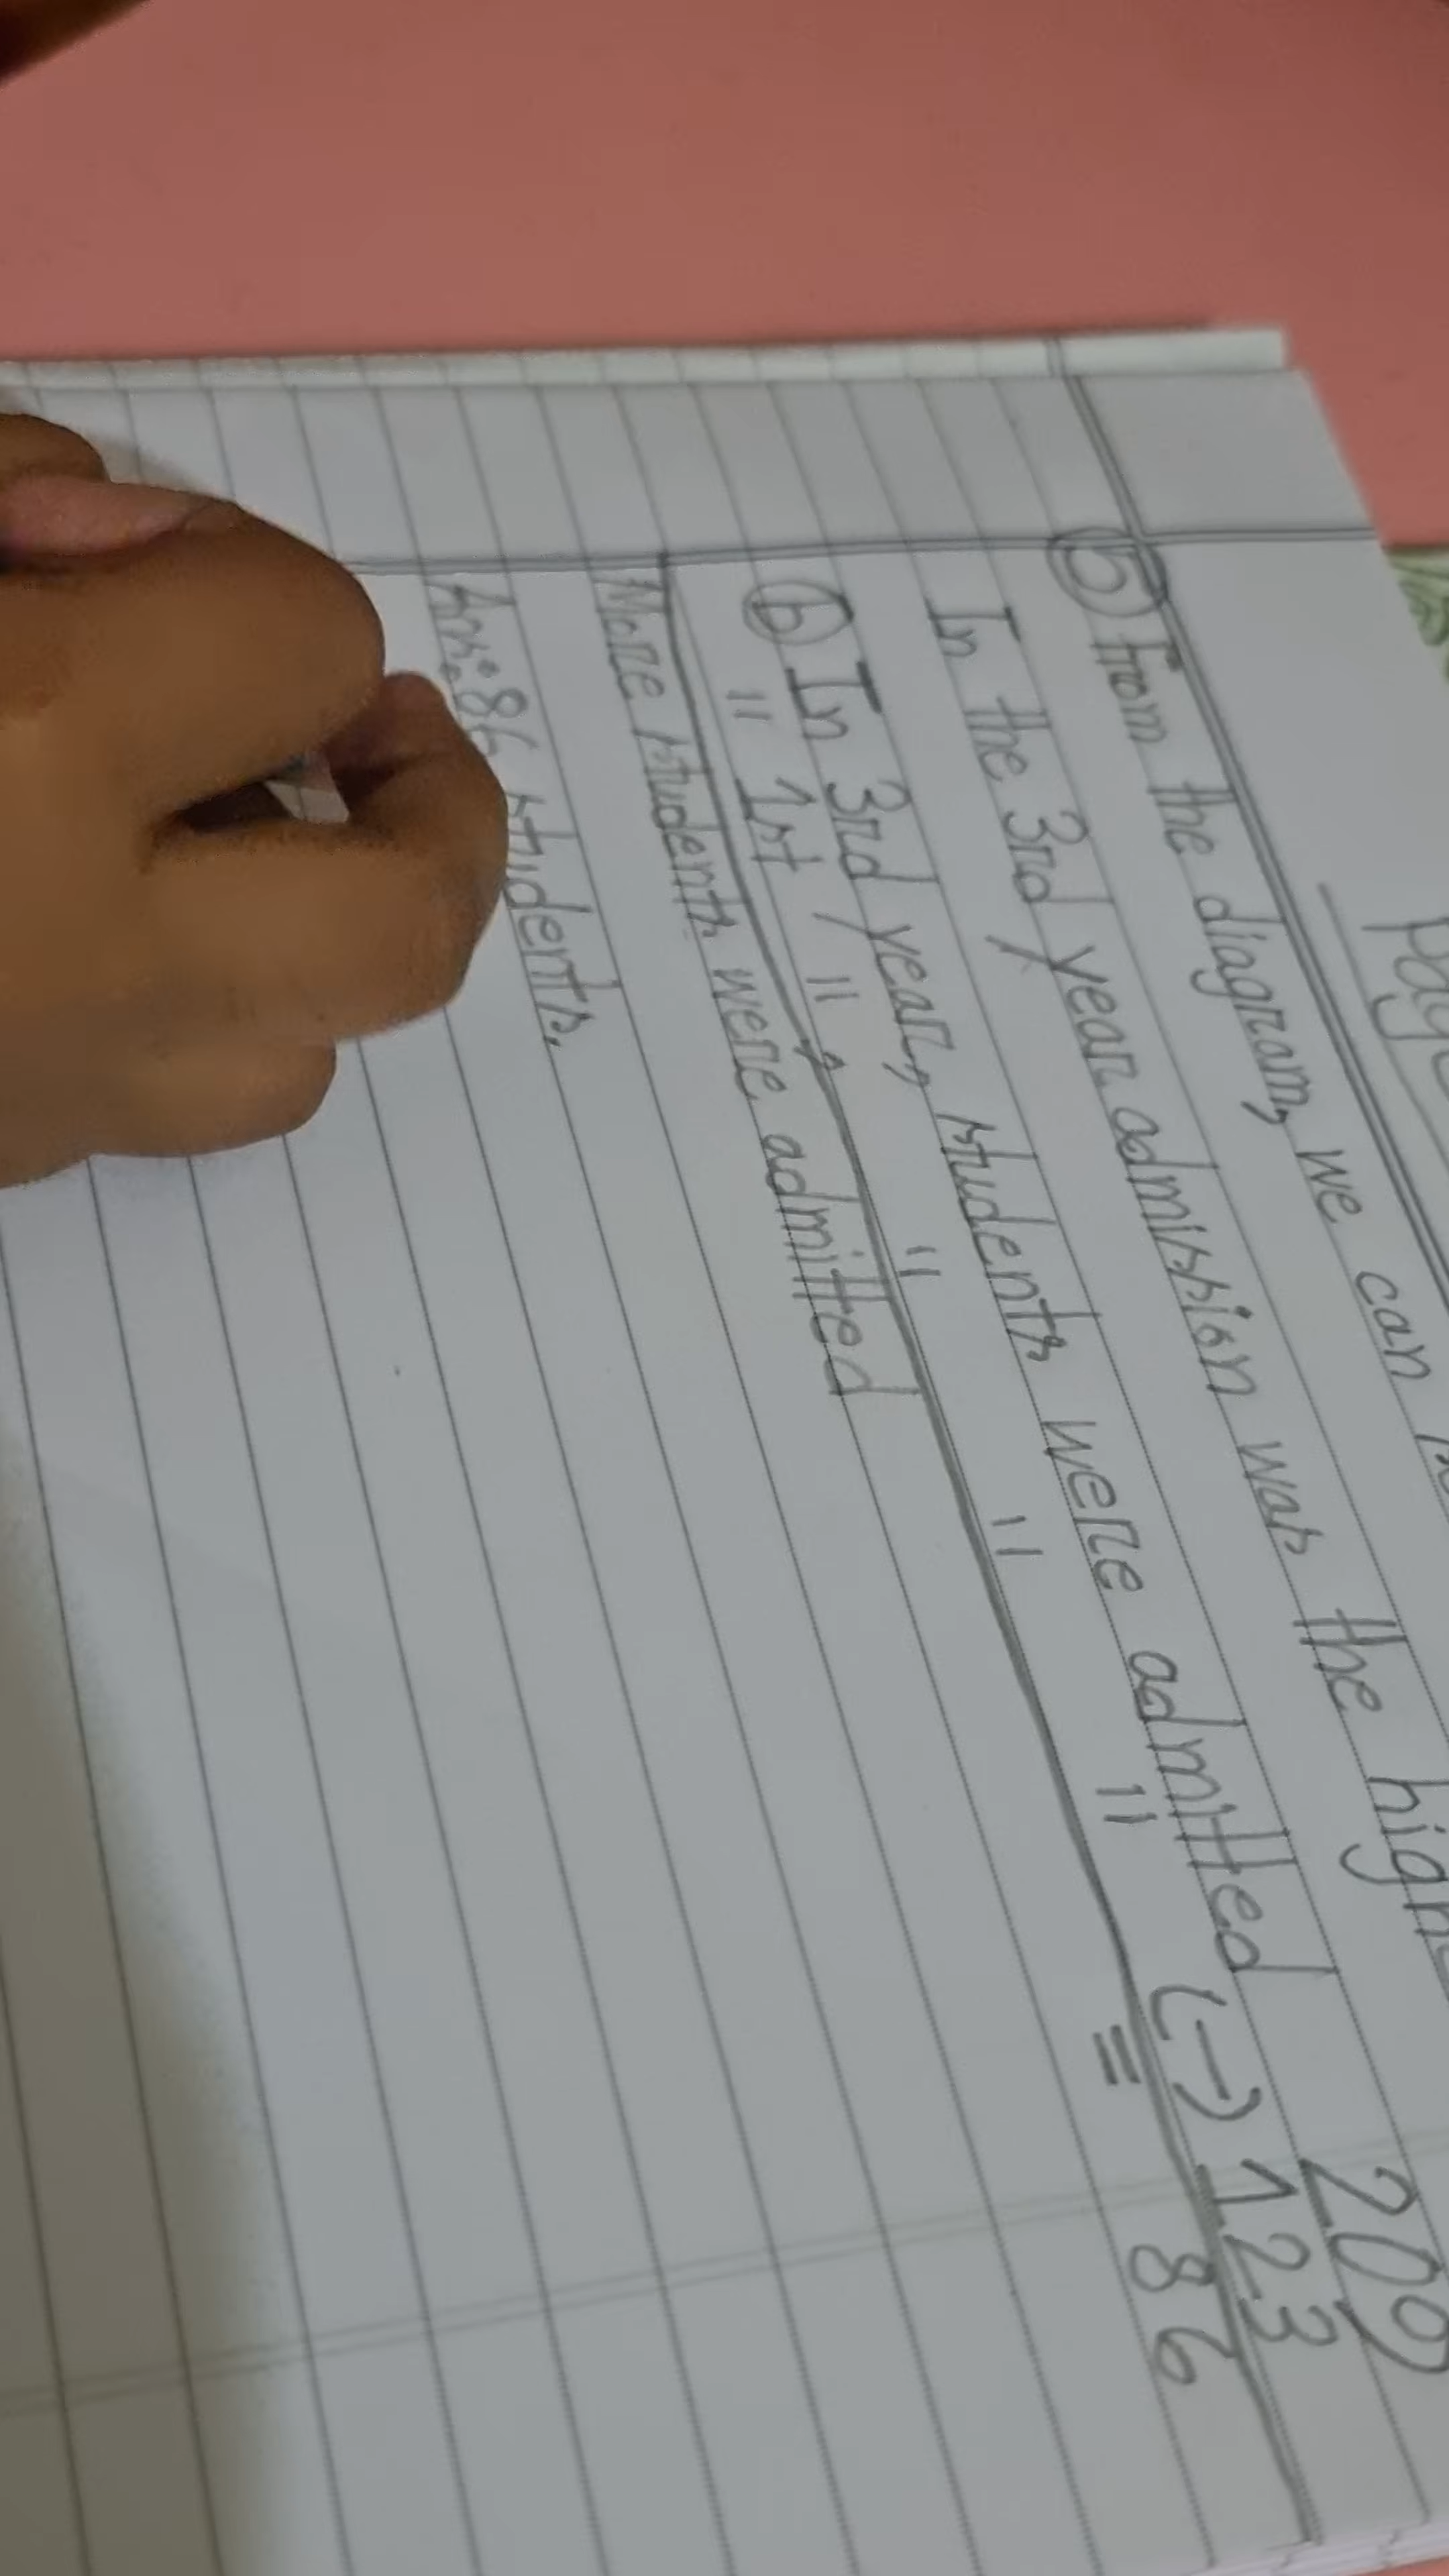 Page
⑤ From the diagram, we can
In the 3rd year admission was the high
ⓑ In 3rd year, students were admitted 209
" 1st " " " " (-) 123
More students were admitted = 86
Ans: 86 students.